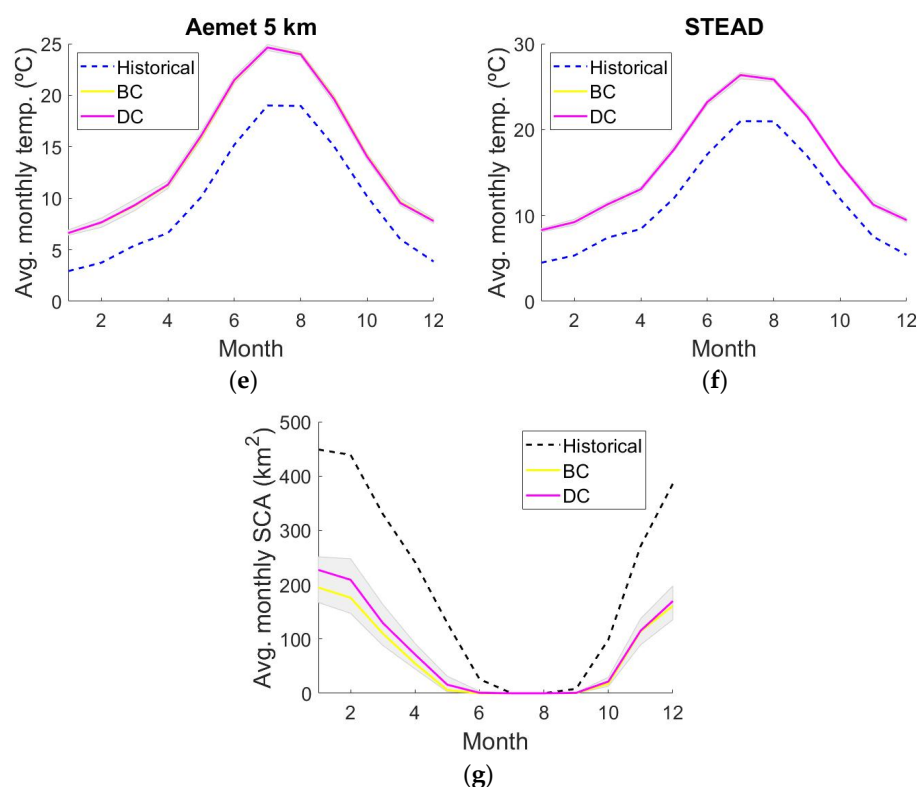 Aemet 5 km
Avg. monthly temp. (ºC)
25
20
15
10
5
0
Historical
BC
DC
2 4 6 8 10 12
Month
(e)
STEAD
Avg. monthly temp. (ºC)
30
20
10
0
Historical
BC
DC
2 4 6 8 10 12
Month
(f)
Avg. monthly SCA (km²)
500
400
300
200
100
0
Historical
BC
DC
2 4 6 8 10 12
Month
(g)